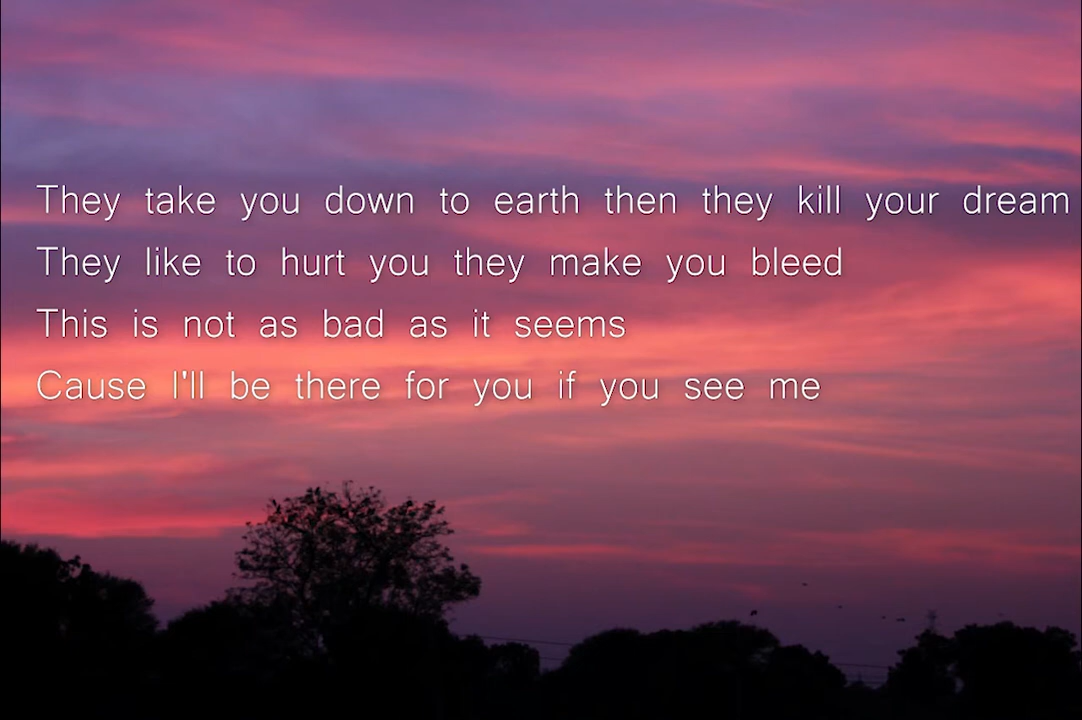 They take you down to earth then they kill your dream
They like to hurt you they make you bleed
This is not as bad as it seems
Cause I'll be there for you if you see me